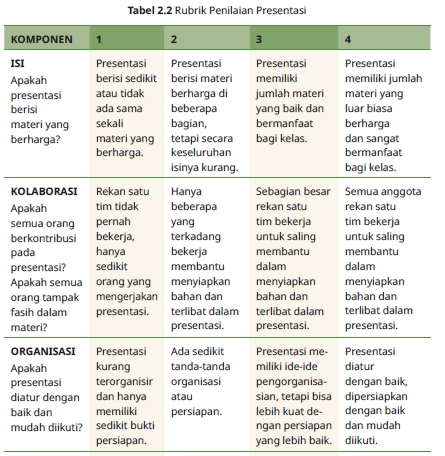 Tabel 2.2 Rubrik Penilaian Presentasi
KOMPONEN 1 2 3 4
ISI
Apakah
presentasi
berisi
materi yang
berharga?
Presentasi
berisi sedikit
atau tidak
ada sama
sekali
materi yang
berharga.
Presentasi
berisi materi
berharga di
beberapa
bagian,
tetapi secara
keseluruhan
isinya kurang.
Presentasi
memiliki
jumlah materi
yang baik dan
bermanfaat
bagi kelas.
Presentasi
memiliki jumlah
materi yang
luar biasa
berharga
dan sangat
bermanfaat
bagi kelas.
KOLABORASI
Apakah
semua orang
berkontribusi
pada
presentasi?
Apakah semua
orang tampak
fasih dalam
materi?
Rekan satu
tim tidak
pernah
bekerja,
hanya
sedikit
orang yang
mengerjakan
presentasi.
Hanya
beberapa
yang
terkadang
bekerja
membantu
menyiapkan
bahan dan
terlibat dalam
presentasi.
Sebagian besar
rekan satu
tim bekerja
untuk saling
membantu
dalam
menyiapkan
bahan dan
terlibat dalam
presentasi.
Semua anggota
rekan satu
tim bekerja
untuk saling
membantu
dalam
menyiapkan
bahan dan
terlibat dalam
presentasi.
ORGANISASI
Apakah
presentasi
diatur dengan
baik dan
mudah diikuti?
Presentasi
kurang
terorganisir
dan hanya
memiliki
sedikit bukti
persiapan.
Ada sedikit
tanda-tanda
organisasi
atau
persiapan.
Presentasi me-
miliki ide-ide
pengorganisa-
sian, tetapi bisa
lebih kuat de-
ngan persiapan
yang lebih baik.
Presentasi
diatur
dengan baik,
dipersiapkan
dengan baik
dan mudah
diikuti.